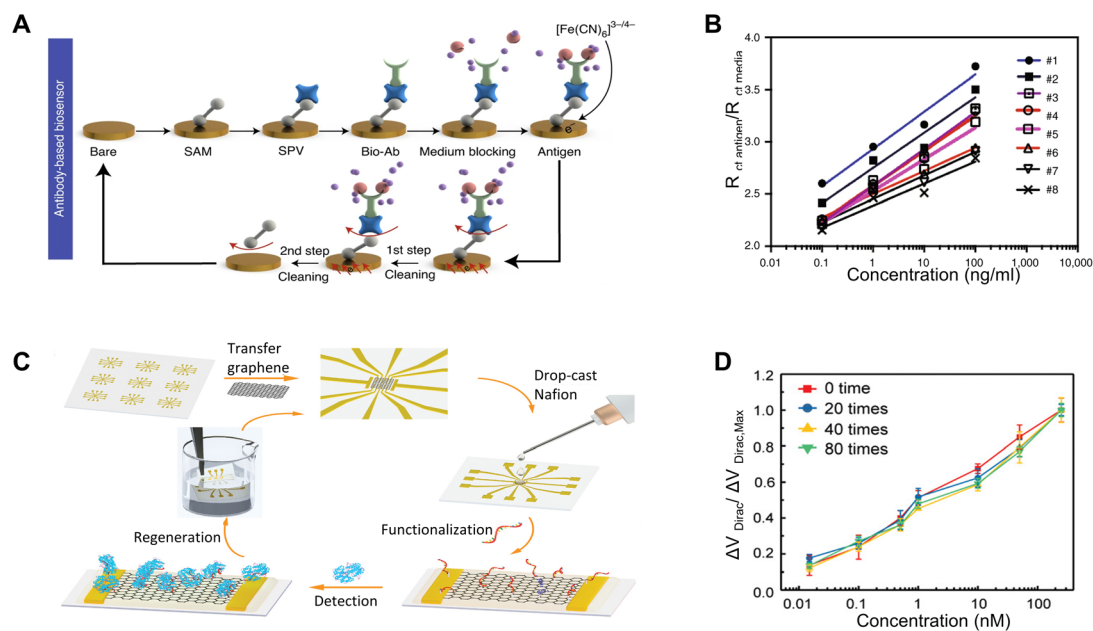 A
Antibody-based biosensor
[Fe(CN)6]3–/4–
Bare
SAM
SPV
Bio-Ab
Medium blocking
Antigen
e-
2nd step
Cleaning
1st step
Cleaning
B
R ct antigen/R ct media
4.0
3.5
3.0
2.5
2.0
0.01
0.1
1
10
100
1,000
10,000
Concentration (ng/ml)
#1
#2
#3
#4
#5
#6
#7
#8
C
Transfer
graphene
Drop-cast
Nafion
Functionalization
Detection
Regeneration
D
ΔV Dirac/ ΔV Dirac,Max
1.2
1.0
0.8
0.6
0.4
0.2
0.0
0 time
20 times
40 times
80 times
0.01
0.1
1
10
100
Concentration (nM)